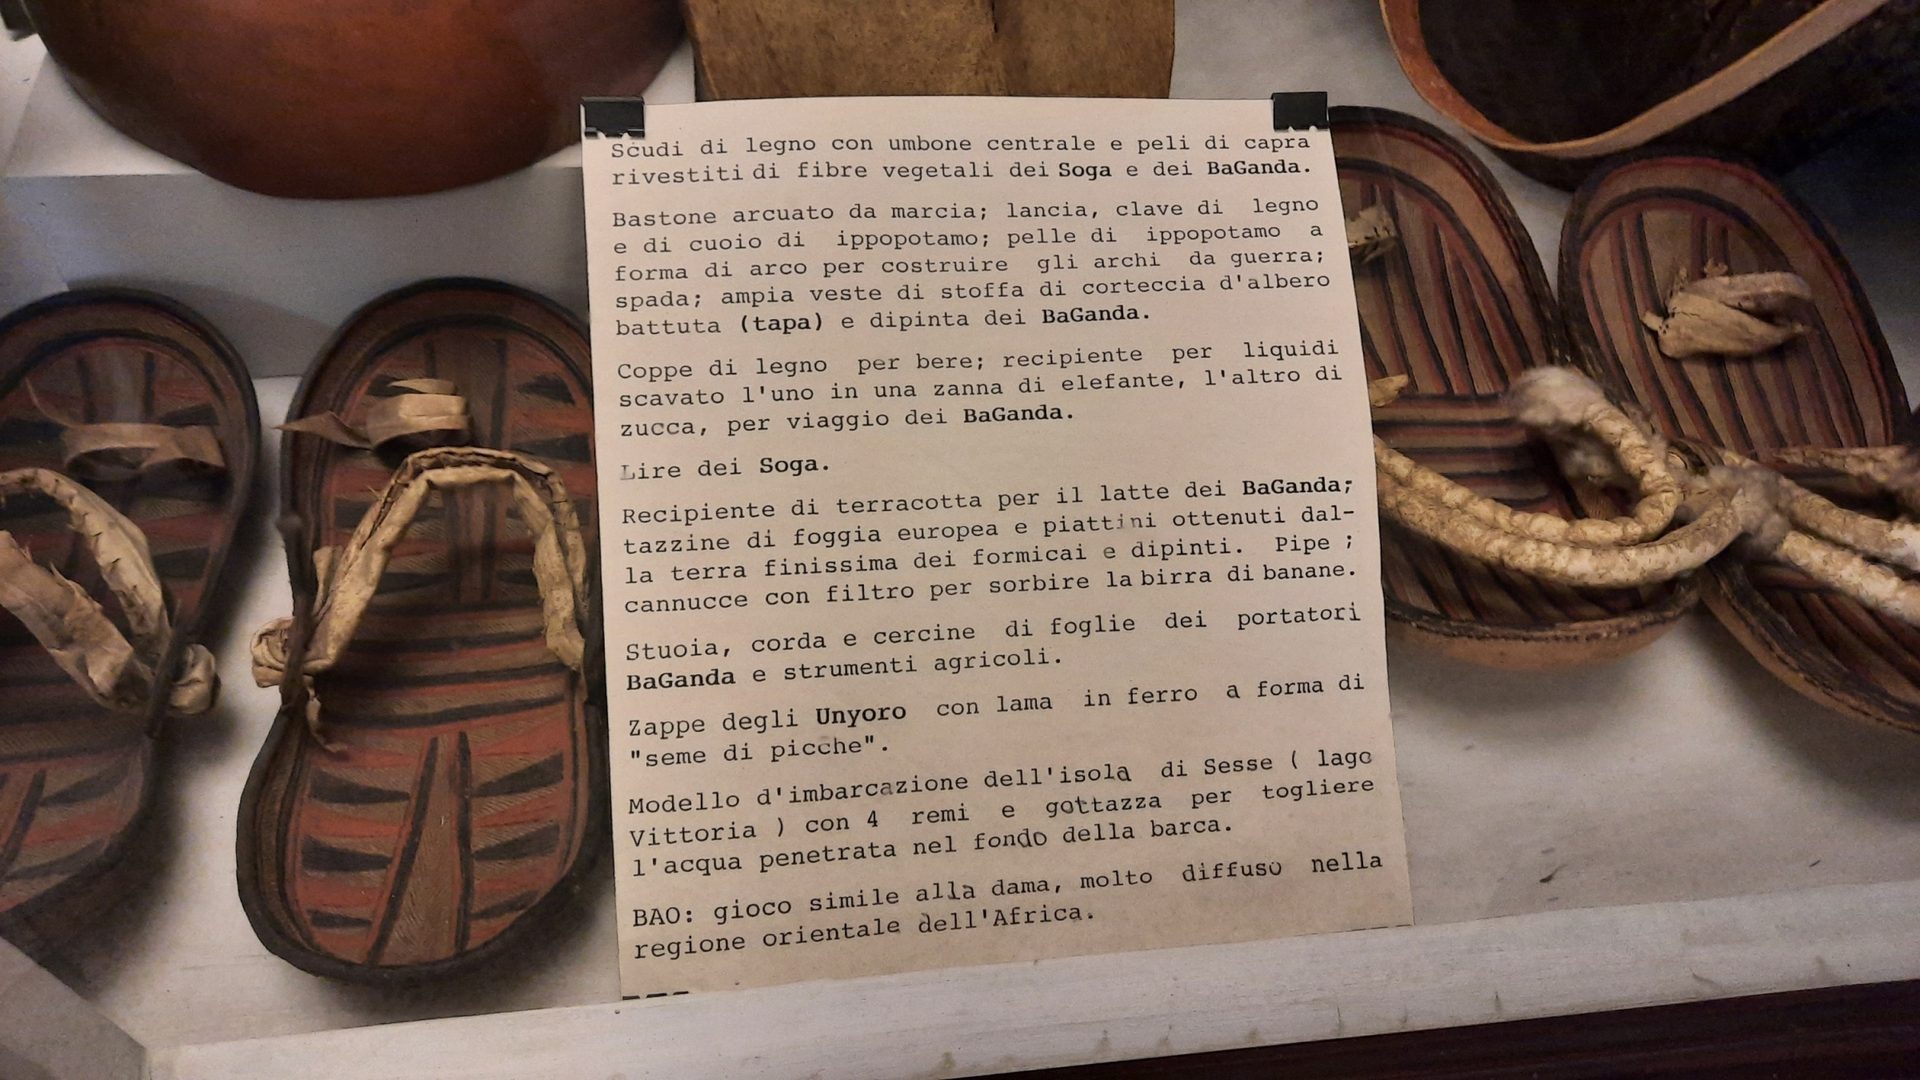 Scudi di legno con umbone centrale e peli di capra
rivestiti di fibre vegetali dei Soga e dei BaGanda.
Bastone arcuato da marcia; lancia, clave di legno
e di cuoio di ippopotamo; pelle di ippopotamo a
forma di arco per costruire gli archi da guerra;
spada; ampia veste di stoffa di corteccia d'albero
battuta (tapa) e dipinta dei BaGanda.
Coppe di legno per bere; recipiente per liquidi
scavato l'uno in una zanna di elefante, l'altro di
zucca, per viaggio dei BaGanda.
Lire dei Soga.
Recipiente di terracotta per il latte dei BaGanda;
tazzine di foggia europea e piattini ottenuti dal-
la terra finissima dei formicai e dipinti. Pipe ;
cannucce con filtro per sorbire la birra di banane.
Stuoia, corda e cercine di foglie dei portatori
BaGanda e strumenti agricoli.
Zappe degli Unyoro con lama in ferro a forma di
"seme di picche".
Modello d'imbarcazione dell'isola di Sesse ( lago
Vittoria ) con 4 remi e gottazza per togliere
l'acqua penetrata nel fondo della barca.
BAO: gioco simile alla dama, molto diffuso nella
regione orientale dell'Africa.